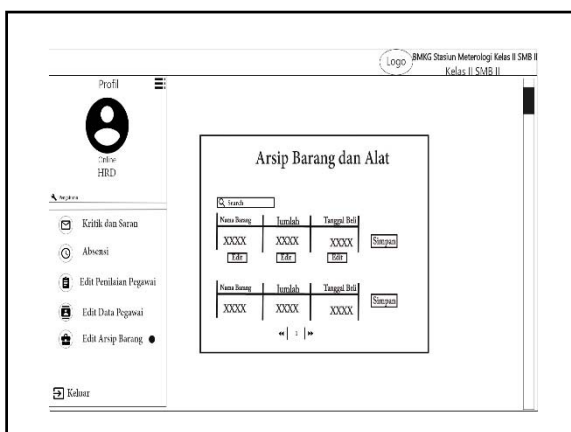 Logo
BMKG Stasiun Meterologi Kelas II SMB II
Kelas II SMB II
Profil
Online
HRD
Kritik dan Saran
Absensi
Edit Penilaian Pegawai
Edit Data Pegawai
Edit Arsip Barang
Keluar
Arsip Barang dan Alat
Search
Nama Barang Jumlah Tanggal Beli
XXXX XXXX XXXX Simpan
Edit Edit Edit
Nama Barang Jumlah Tanggal Beli
XXXX XXXX XXXX Simpan
1